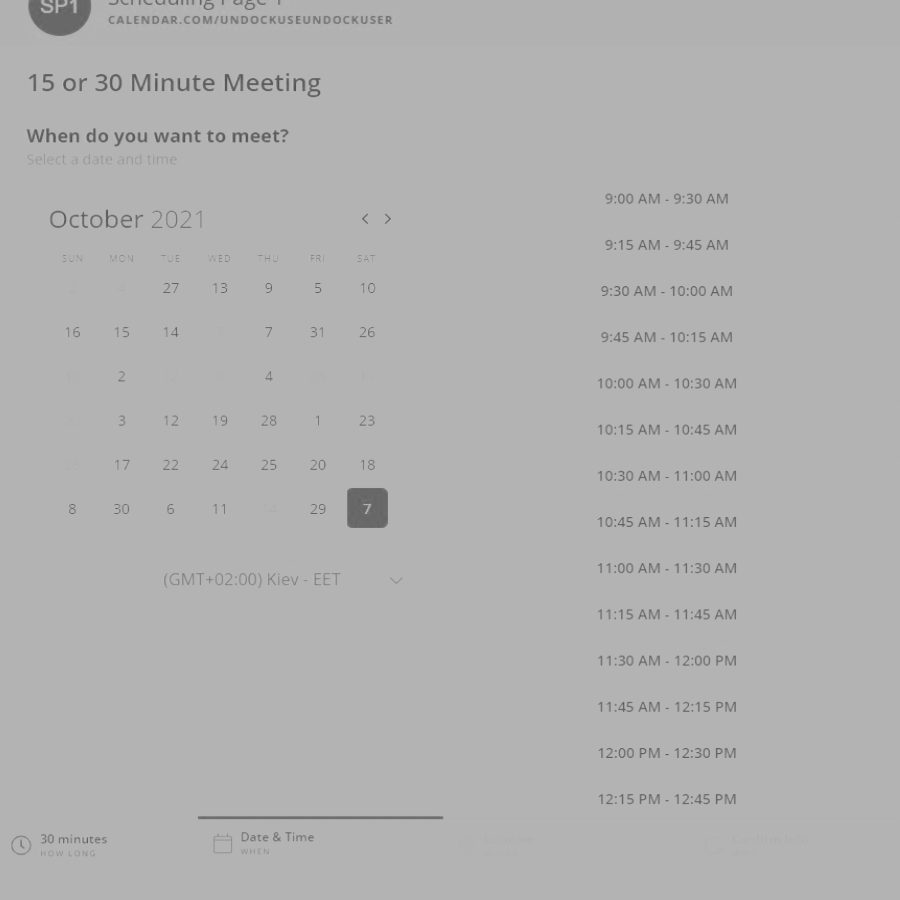 SP1 Scheduling Page 1
CALENDAR.COM/UNDOCKUSEUNDOCKUSER
15 or 30 Minute Meeting
When do you want to meet?
Select a date and time
October 2021
SUN MON TUE WED THU FRI SAT
27 13 9 5 10
16 15 14 7 31 26
2 4
3 12 19 28 1 23
17 22 24 25 20 18
8 30 6 11 29 7
(GMT+02:00) Kiev - EET
9:00 AM - 9:30 AM
9:15 AM - 9:45 AM
9:30 AM - 10:00 AM
9:45 AM - 10:15 AM
10:00 AM - 10:30 AM
10:15 AM - 10:45 AM
10:30 AM - 11:00 AM
10:45 AM - 11:15 AM
11:00 AM - 11:30 AM
11:15 AM - 11:45 AM
11:30 AM - 12:00 PM
11:45 AM - 12:15 PM
12:00 PM - 12:30 PM
12:15 PM - 12:45 PM
30 minutes
HOW LONG
Date & Time
WHEN